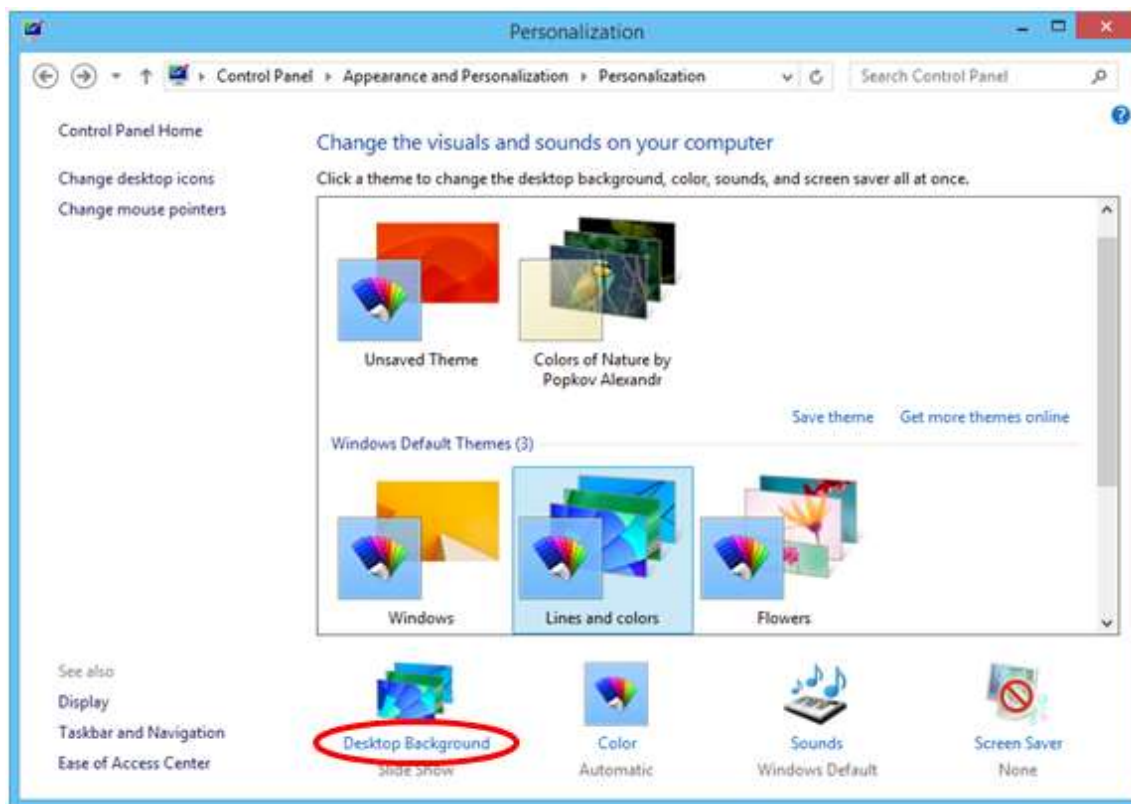 Personalization
Control Panel Appearance and Personalization Personalization
Search Control Panel
Control Panel Home
Change desktop icons
Change mouse pointers
Change the visuals and sounds on your computer
Click a theme to change the desktop background, color, sounds, and screen saver all at once.
Unsaved Theme
Colors of Nature by
Popkov Alexandr
Save theme Get more themes online
Windows Default Themes (3)
Windows Lines and colors Flowers
See also
Display
Taskbar and Navigation
Ease of Access Center
Desktop Background
Slide Show
Color
Automatic
Sounds
Windows Default
Screen Saver
None